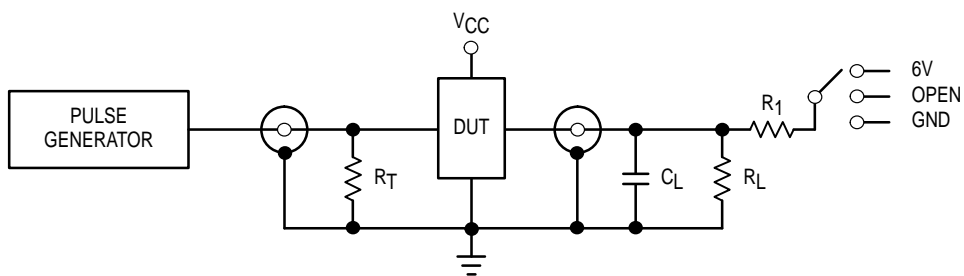 VCC
PULSE
GENERATOR
DUT
RT
CL
RL
R1
6V
OPEN
GND